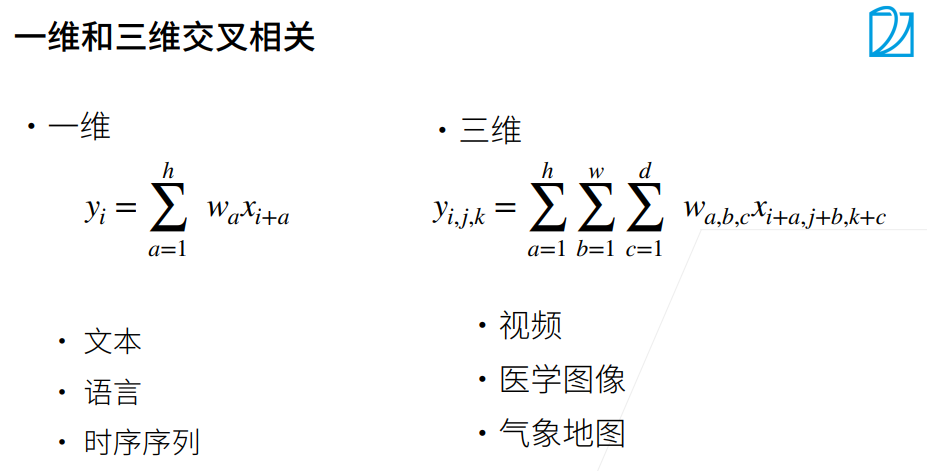 一维和三维交叉相关
• 一维
y_i = \sum_{a=1}^{h} w_a x_{i+a}
• 文本
• 语言
• 时序序列
• 三维
y_{i,j,k} = \sum_{a=1}^{h} \sum_{b=1}^{w} \sum_{c=1}^{d} w_{a,b,c} x_{i+a,j+b,k+c}
• 视频
• 医学图像
• 气象地图